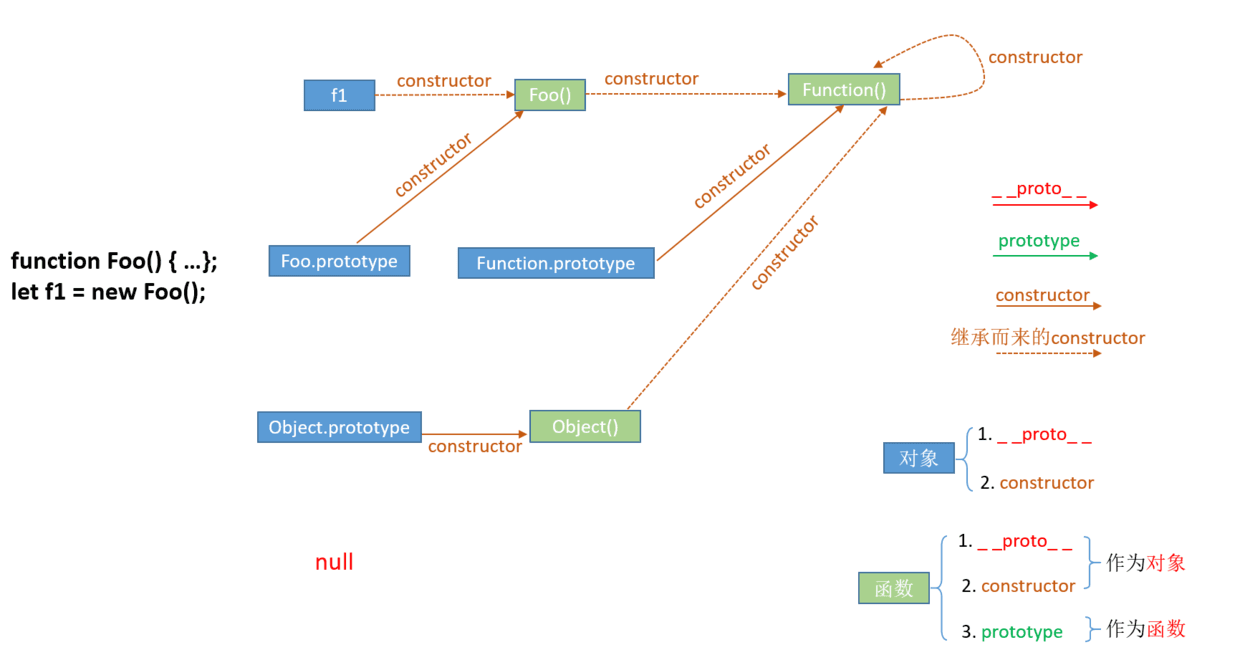 constructor
f1
constructor
Foo()
constructor
Function()
constructor
constructor
_ _proto_ _
function Foo() { …};
let f1 = new Foo();
Foo.prototype
Function.prototype
constructor
prototype
constructor
继承而来的constructor
Object.prototype
constructor
Object()
对象
1. _ _proto_ _
2. constructor
null
函数
1. _ _proto_ _
2. constructor
作为对象
3. prototype
作为函数